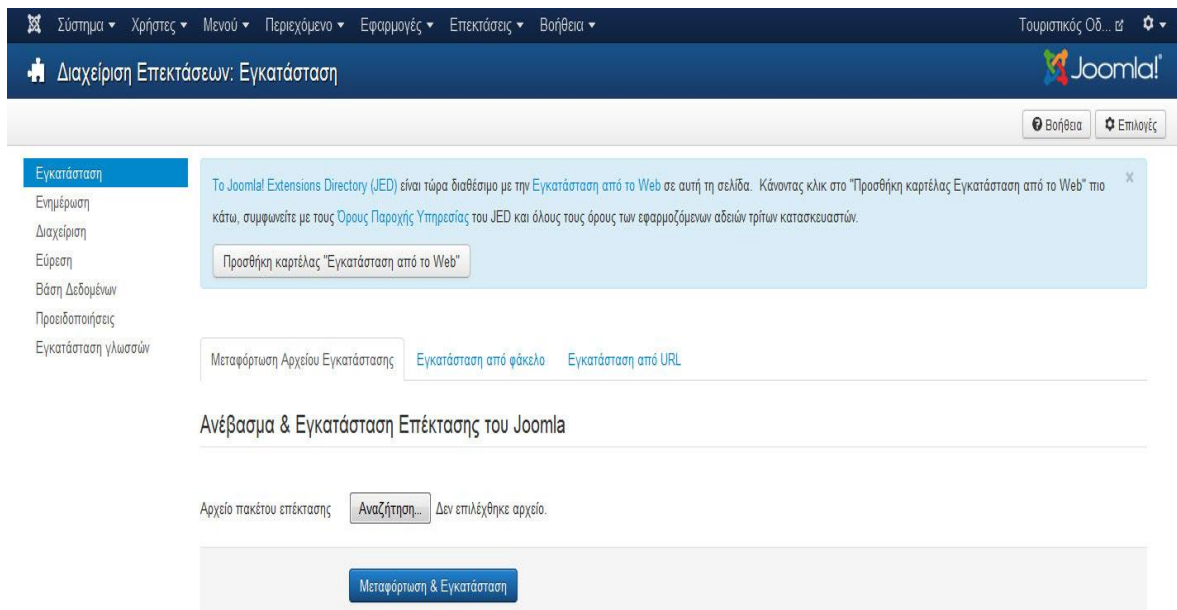 Σύστημα Χρήστες Μενού Περιεχόμενο Εφαρμογές Επεκτάσεις Βοήθεια Τουριστικός Οδ...
Διαχείριση Επεκτάσεων: Εγκατάσταση
Joomla!
Βοήθεια Επιλογές
Εγκατάσταση
Ενημέρωση
Διαχείριση
Εύρεση
Βάση Δεδομένων
Προειδοποιήσεις
Εγκατάσταση γλωσσών
Το Joomla! Extensions Directory (JED) είναι τώρα διαθέσιμο με την Εγκατάσταση από το Web σε αυτή τη σελίδα. Κάνοντας κλικ στο "Προσθήκη καρτέλας Εγκατάσταση από το Web" πιο
κάτω, συμφωνείτε με τους Όρους Παροχής Υπηρεσίας του JED και όλους τους όρους των εφαρμοζόμενων αδειών τρίτων κατασκευαστών.
Προσθήκη καρτέλας "Εγκατάσταση από το Web"
Μεταφόρτωση Αρχείου Εγκατάστασης Εγκατάσταση από φάκελο Εγκατάσταση από URL
Ανέβασμα & Εγκατάσταση Επέκτασης του Joomla
Αρχείο πακέτου επέκτασης Αναζήτηση... Δεν επιλέχθηκε αρχείο.
Μεταφόρτωση & Εγκατάσταση